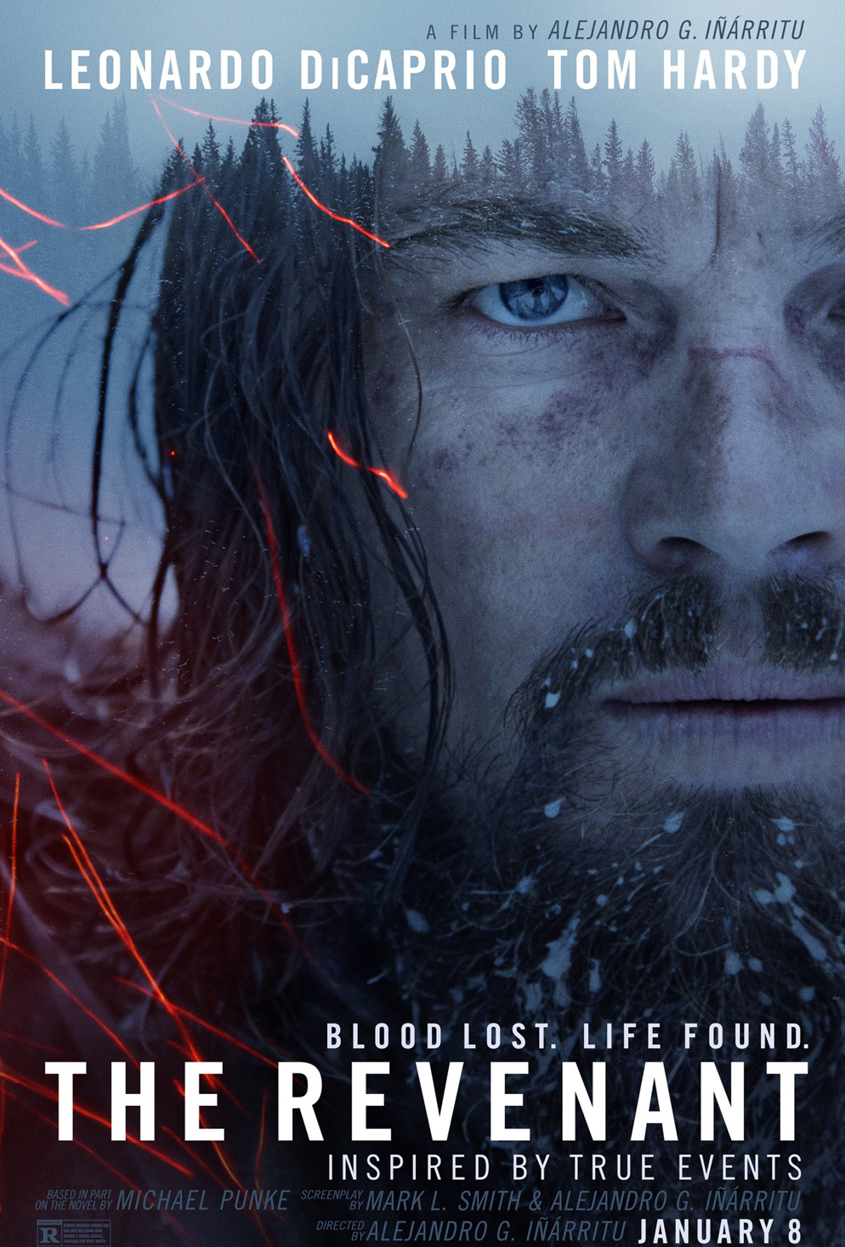 A FILM BY ALEJANDRO G. IÑÁRRITU
LEONARDO DiCAPRIO TOM HARDY
BLOOD LOST. LIFE FOUND.
THE REVENANT
INSPIRED BY TRUE EVENTS
BASED IN PART ON THE NOVEL BY MICHAEL PUNKE SCREENPLAY BY MARK L. SMITH & ALEJANDRO G. IÑÁRRITU
R DIRECTED BY ALEJANDRO G. IÑÁRRITU JANUARY 8